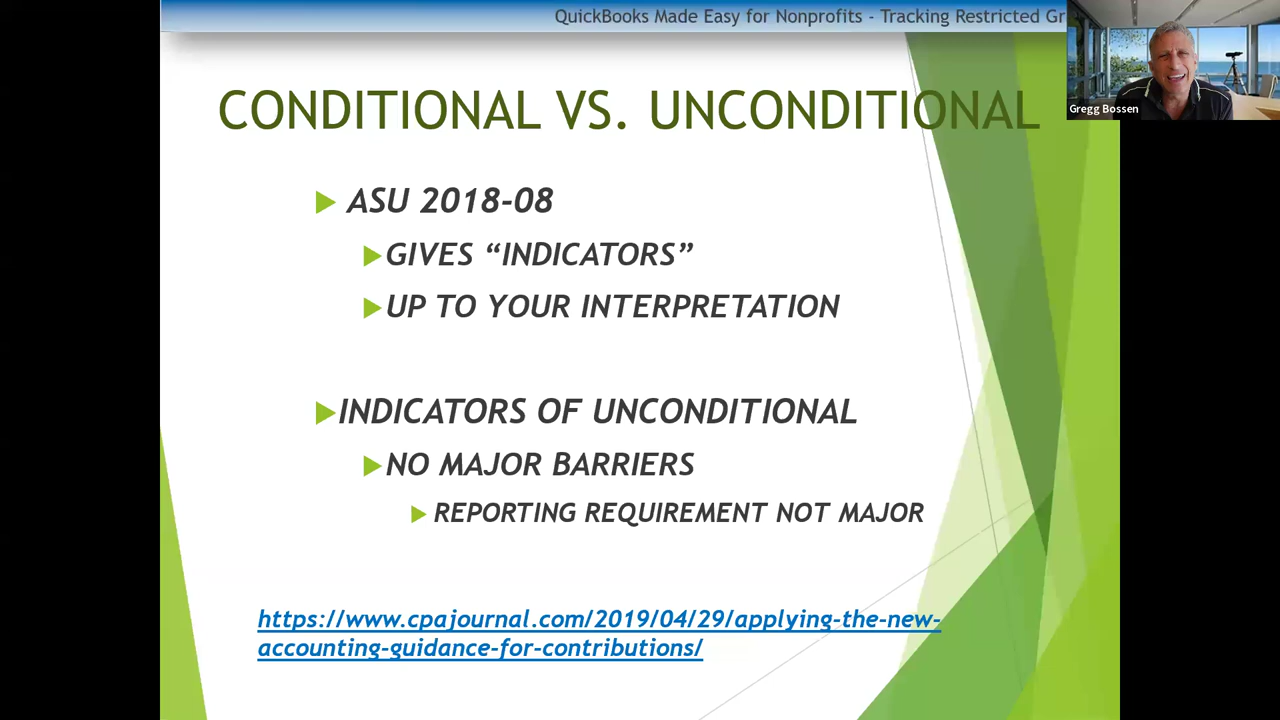 QuickBooks Made Easy for Nonprofits - Tracking Restricted Gr
Gregg Bossen
CONDITIONAL VS. UNCONDITIONAL
ASU 2018-08
GIVES “INDICATORS”
UP TO YOUR INTERPRETATION
INDICATORS OF UNCONDITIONAL
NO MAJOR BARRIERS
REPORTING REQUIREMENT NOT MAJOR
https://www.cpajournal.com/2019/04/29/applying-the-new-
accounting-guidance-for-contributions/